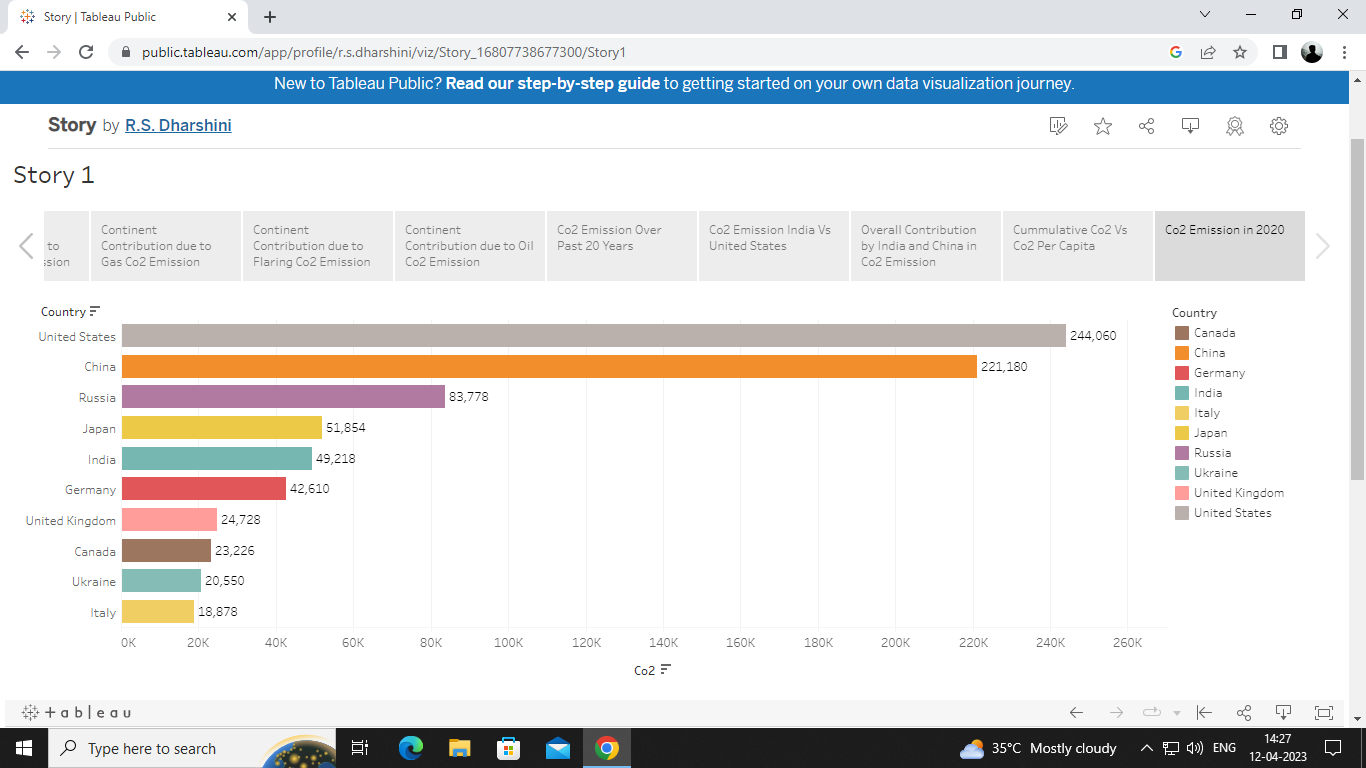 Story | Tableau Public
public.tableau.com/app/profile/r.s.dharshini/viz/Story_16807738677300/Story1
New to Tableau Public? Read our step-by-step guide to getting started on your own data visualization journey.
Story by R.S. Dharshini
Story 1
to
ssion
Continent
Contribution due to
Gas Co2 Emission
Continent
Contribution due to
Flaring Co2 Emission
Continent
Contribution due to Oil
Co2 Emission
Co2 Emission Over
Past 20 Years
Co2 Emission India Vs
United States
Overall Contribution
by India and China in
Co2 Emission
Cummulative Co2 Vs
Co2 Per Capita
Co2 Emission in 2020
Country
United States 244,060
China 221,180
Russia 83,778
Japan 51,854
India 49,218
Germany 42,610
United Kingdom 24,728
Canada 23,226
Ukraine 20,550
Italy 18,878
0K 20K 40K 60K 80K 100K 120K 140K 160K 180K 200K 220K 240K 260K
Co2
Country
Canada
China
Germany
India
Italy
Japan
Russia
Ukraine
United Kingdom
United States
+ableau
Type here to search
35°C Mostly cloudy
ENG
14:27
12-04-2023